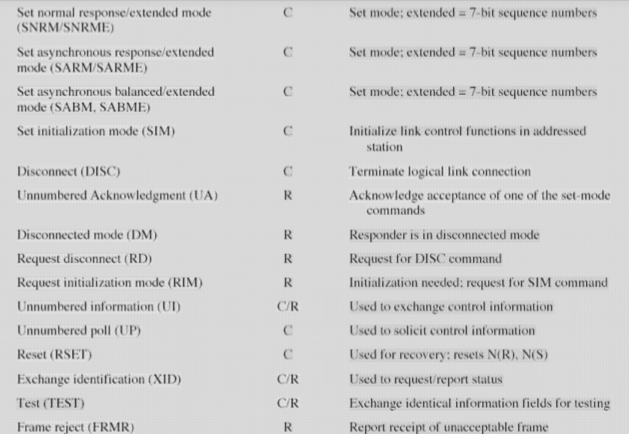 Set normal response/extended mode C Set mode; extended = 7-bit sequence numbers
(SNRM/SNRME)
Set asynchronous response/extended C Set mode; extended = 7-bit sequence numbers
mode (SARM/SARME)
Set asynchronous balanced/extended C Set mode; extended = 7-bit sequence numbers
mode (SABM, SABME)
Set initialization mode (SIM) C Initialize link control functions in addressed
station
Disconnect (DISC) C Terminate logical link connection
Unnumbered Acknowledgment (UA) R Acknowledge acceptance of one of the set-mode
commands
Disconnected mode (DM) R Responder is in disconnected mode
Request disconnect (RD) R Request for DISC command
Request initialization mode (RIM) R Initialization needed; request for SIM command
Unnumbered information (UI) C/R Used to exchange control information
Unnumbered poll (UP) C Used to solicit control information
Reset (RSET) C Used for recovery; resets N(R), N(S)
Exchange identification (XID) C/R Used to request/report status
Test (TEST) C/R Exchange identical information fields for testing
Frame reject (FRMR) R Report receipt of unacceptable frame